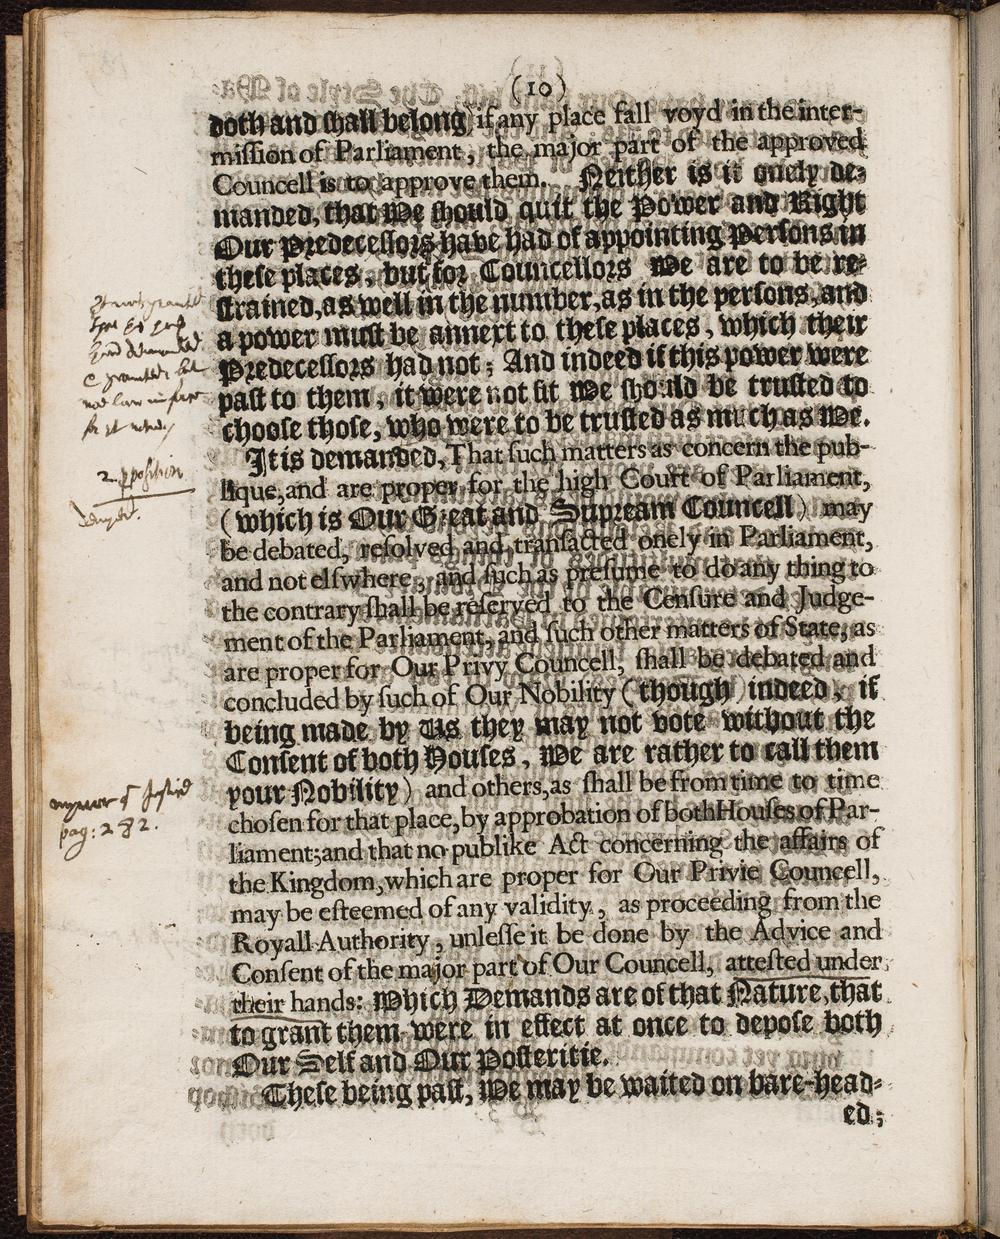 (10)
doth and shall belong, if any place fall voyd in the inter-
mission of Parliament, the major part of the approved
Councell is to approve them. Neither is it onely de-
manded, that We should quit the Power and Right
Our Predecessors have had of appointing Persons in
these places, but for Councellors We are to be re-
strained, as well in the number, as in the persons, and
a power must be annext to these places, which their
Predecessors had not; And indeed if this power were
past to them, it were not fit We should be trusted to
choose those, who were to be trusted as much as We.
It is demanded, That such matters as concern the pub-
lique, and are proper for the high Court of Parliament,
(which is Our Great and Supream Councell) may
be debated, resolved and transacted onely in Parliament,
and not elswhere, and such as presume to do any thing to
the contrary shall be reserved to the Censure and Judge-
ment of the Parliament, and such other matters of State, as
are proper for Our Privy Councell, shall be debated and
concluded by such of Our Nobility (though indeed, if
being made by Us they may not vote without the
Consent of both Houses, We are rather to call them
your Nobility) and others, as shall be from time to time
chosen for that place, by approbation of both Houses of Par-
liament; and that no publike Act concerning the affairs of
the Kingdom, which are proper for Our Privie Councell,
may be esteemed of any validity, as proceeding from the
Royall Authority, unlesse it be done by the Advice and
Consent of the major part of Our Councell, attested under
their hands: Which Demands are of that Nature, that
to grant them were in effect at once to depose both
Our Self and Our Posteritie.
These being past, We may be waited on bare-head-
ed;
2.
pag: 282.